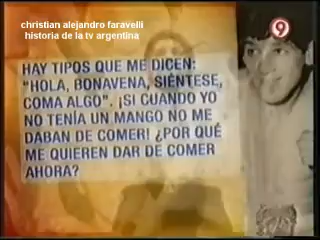 christian alejandro faravelli
historia de la tv argentina
9
HAY TIPOS QUE ME DICEN:
"HOLA, BONAVENA, SIÉNTESE,
COMA ALGO". ¡SI CUANDO YO
NO TENÍA UN MANGO NO ME
DABAN DE COMER! ¿POR QUÉ
ME QUIEREN DAR DE COMER
AHORA?